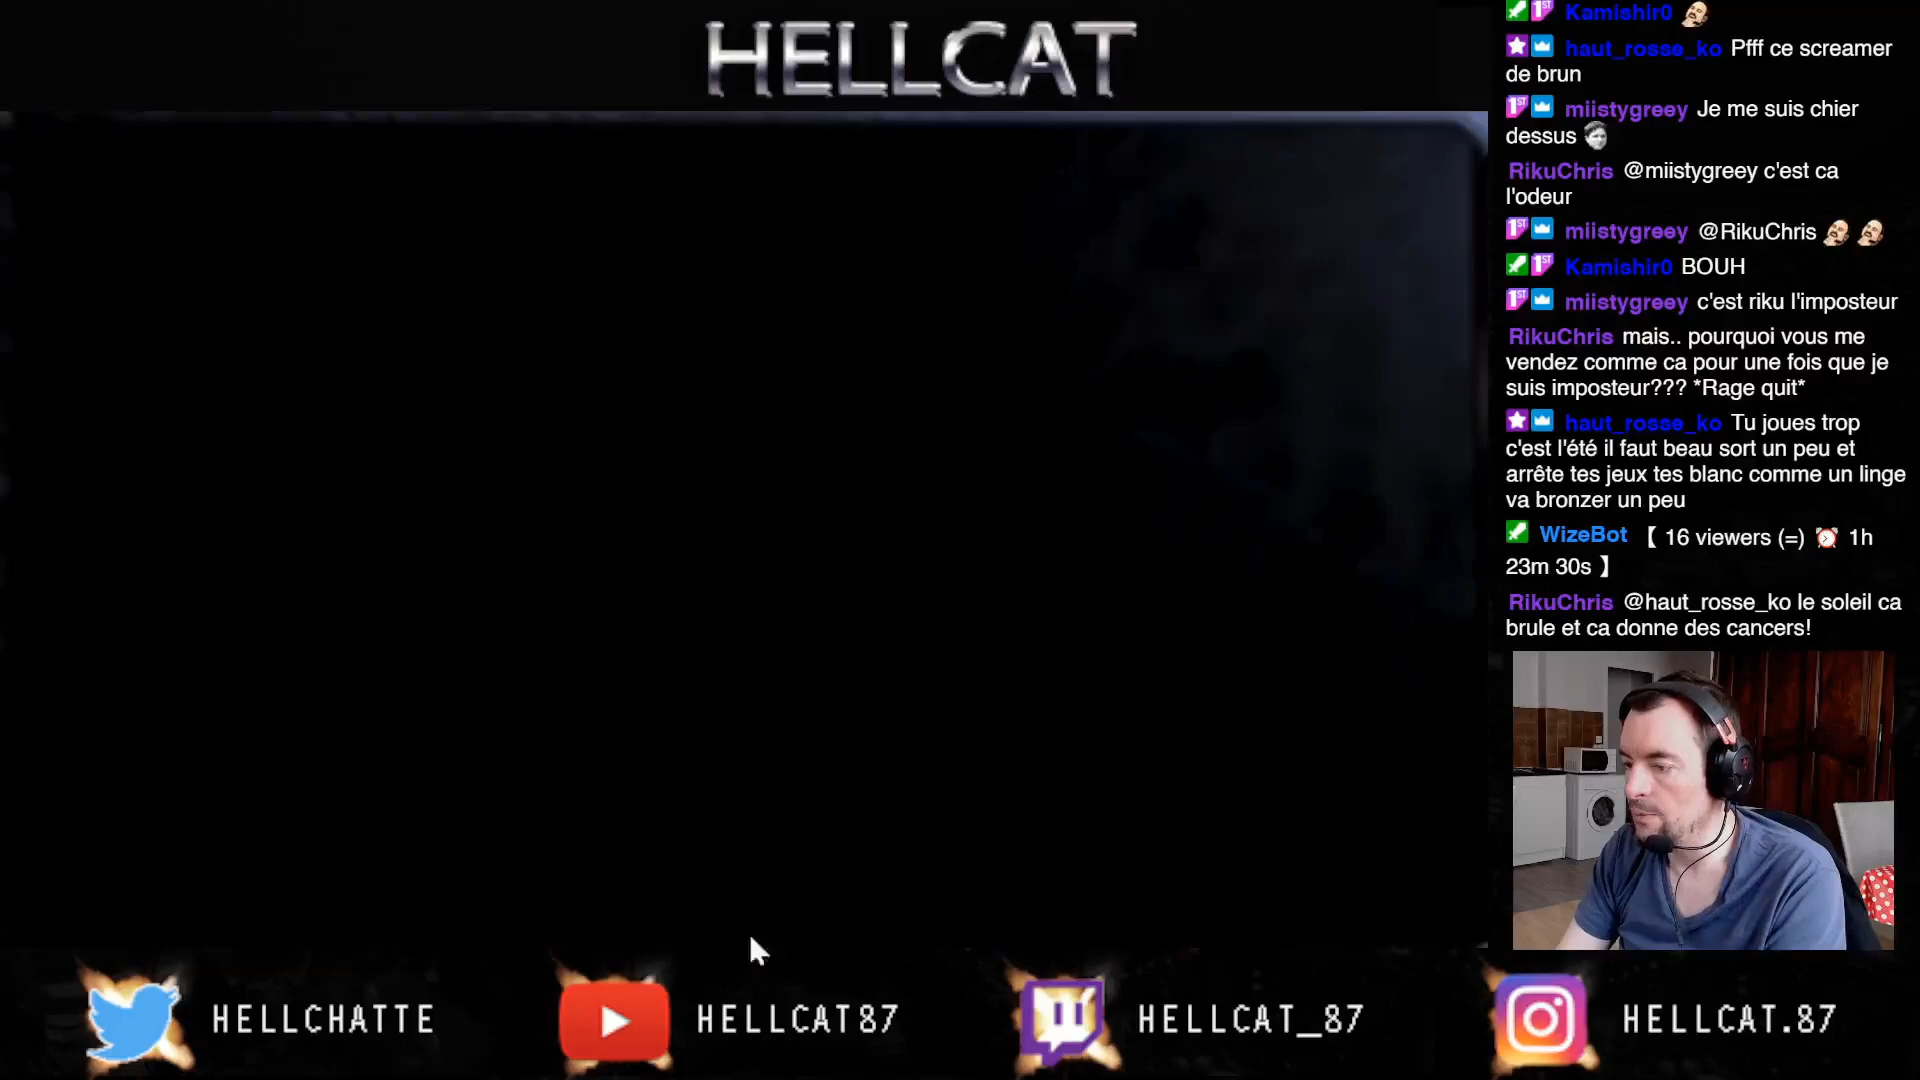 HELLCAT
Kamishir0
haut_rosse_ko Pfff ce screamer
de brun
1ST miistygreey Je me suis chier
dessus
RikuChris @miistygreey c'est ca
l'odeur
1ST miistygreey @RikuChris
1ST Kamishir0 BOUH
1ST miistygreey c'est riku l'imposteur
RikuChris mais.. pourquoi vous me
vendez comme ca pour une fois que je
suis imposteur??? *Rage quit*
haut_rosse_ko Tu joues trop
c'est l'été il faut beau sort un peu et
arrête tes jeux tes blanc comme un linge
va bronzer un peu
WizeBot 【 16 viewers (=) ⏰ 1h
23m 30s 】
RikuChris @haut_rosse_ko le soleil ca
brule et ca donne des cancers!
HELLCHATTE
HELLCAT87
HELLCAT_87
HELLCAT.87